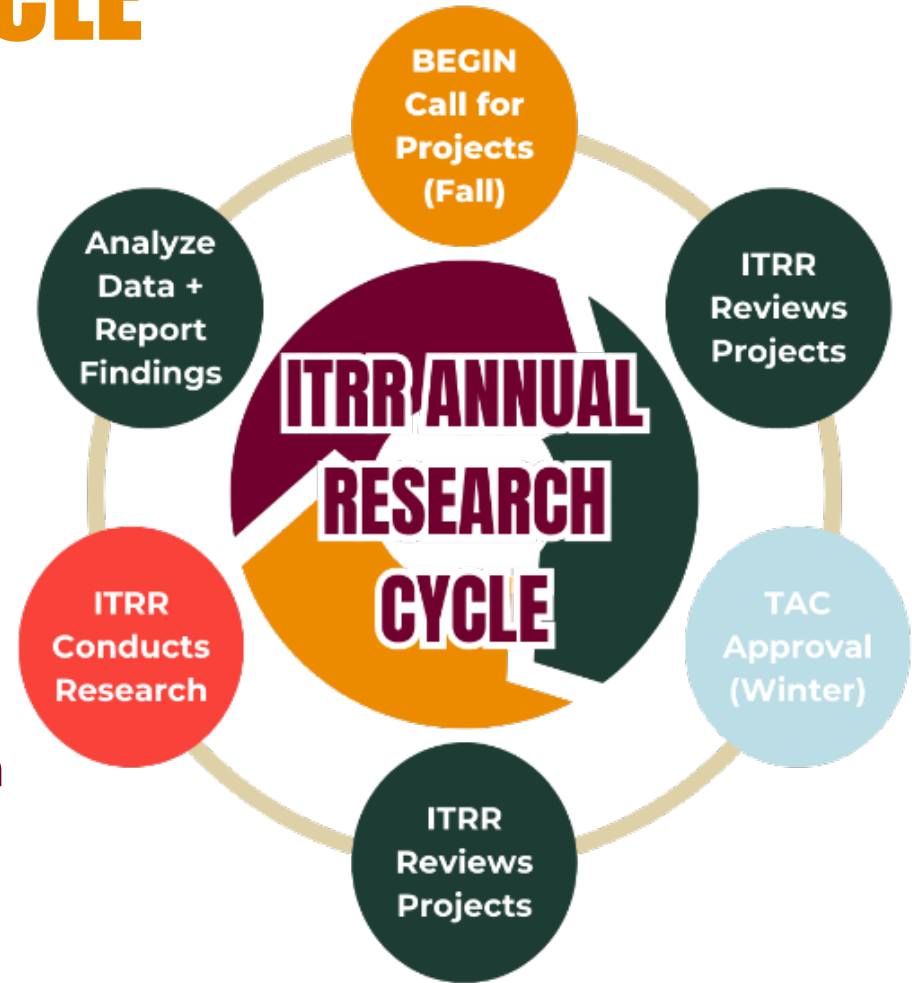 CLE
BEGIN
Call for
Projects
(Fall)
ITRR
Reviews
Projects
TAC
Approval
(Winter)
ITRR
Reviews
Projects
ITRR
Conducts
Research
Analyze
Data +
Report
Findings
ITRR ANNUAL
RESEARCH
CYCLE